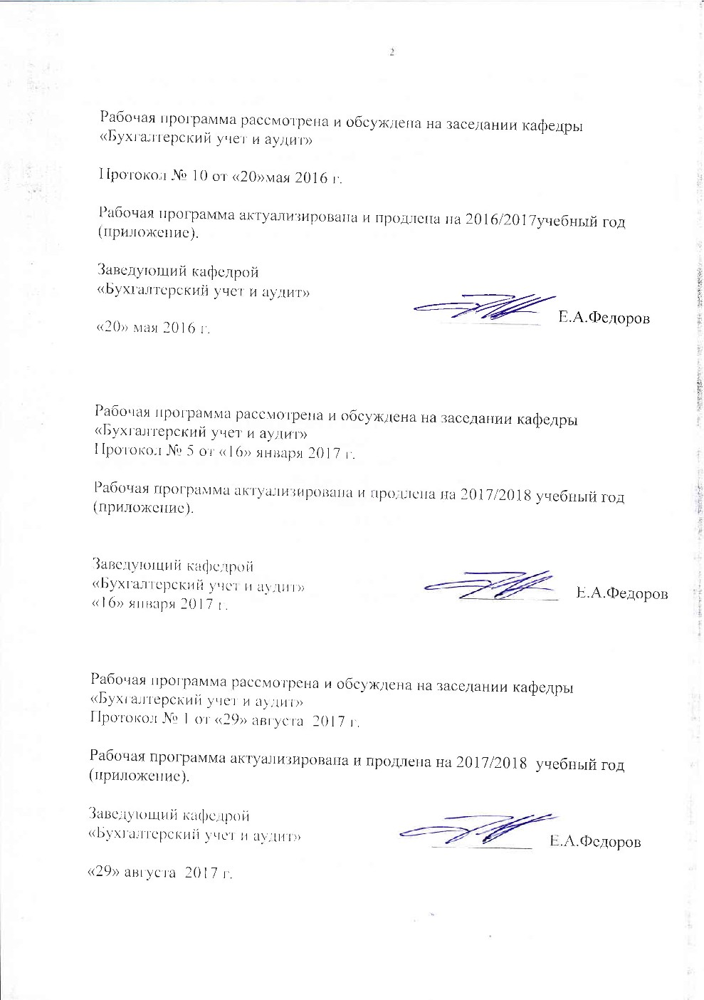 2
Рабочая программа рассмотрена и обсуждена на заседании кафедры
«Бухгалтерский учет и аудит»
Протокол № 10 от «20»мая 2016 г.
Рабочая программа актуализирована и продлена на 2016/2017учебный год
(приложение).
Заведующий кафедрой
«Бухгалтерский учет и аудит»
Е.А.Федоров
«20» мая 2016 г.
Рабочая программа рассмотрена и обсуждена на заседании кафедры
«Бухгалтерский учет и аудит»
Протокол № 5 от «16» января 2017 г.
Рабочая программа актуализирована и продлена на 2017/2018 учебный год
(приложение).
Заведующий кафедрой
«Бухгалтерский учет и аудит»
Е.А.Федоров
«16» января 2017 г.
Рабочая программа рассмотрена и обсуждена на заседании кафедры
«Бухгалтерский учет и аудит»
Протокол № 1 от «29» августа 2017 г.
Рабочая программа актуализирована и продлена на 2017/2018 учебный год
(приложение).
Заведующий кафедрой
«Бухгалтерский учет и аудит»
Е.А.Федоров
«29» августа 2017 г.